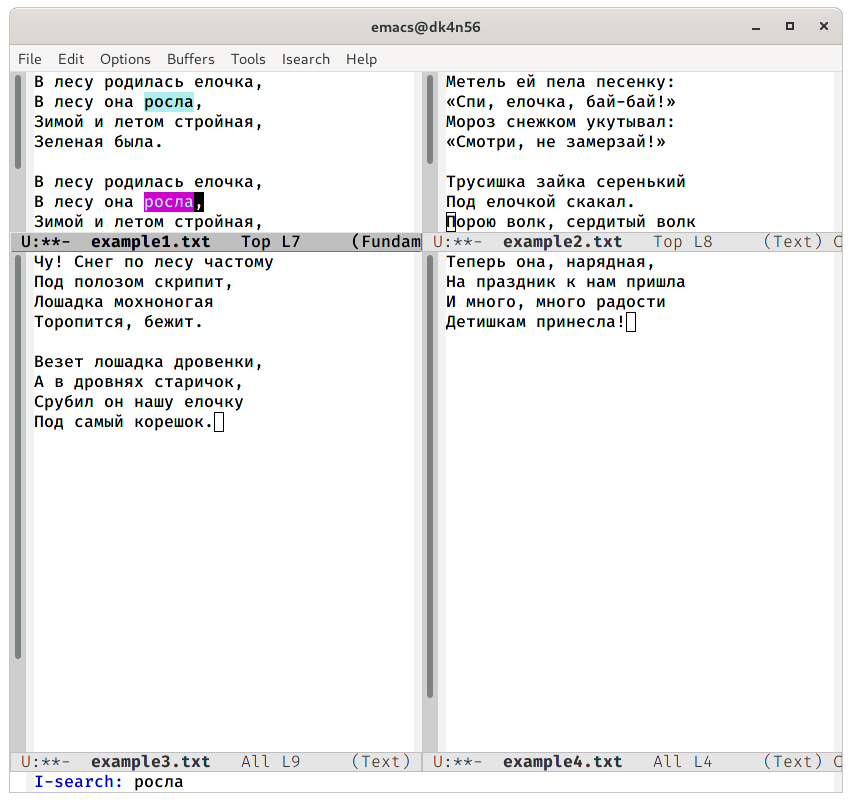 emacs@dk4n56
File Edit Options Buffers Tools Isearch Help
В лесу родилась елочка,
В лесу она росла,
Зимой и летом стройная,
Зеленая была.
В лесу родилась елочка,
В лесу она росла,
Зимой и летом стройная,
U:**- example1.txt Top L7 (Fundam
Метель ей пела песенку:
«Спи, елочка, бай-бай!»
Мороз снежком укутывал:
«Смотри, не замерзай!»
Трусишка зайка серенький
Под елочкой скакал.
Порою волк, сердитый волк
U:**- example2.txt Top L8 (Text) C
Чу! Снег по лесу частому
Под полозом скрипит,
Лошадка мохноногая
Торопится, бежит.
Везет лошадка дровенки,
А в дровнях старичок,
Срубил он нашу елочку
Под самый корешок.
U:**- example3.txt All L9 (Text)
Теперь она, нарядная,
На праздник к нам пришла
И много, много радости
Детишкам принесла!
U:**- example4.txt All L4 (Text) C
I-search: росла